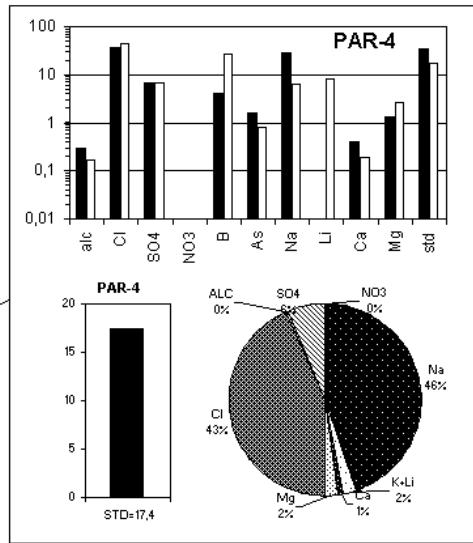 PAR-4
100
10
1
0,1
0,01
alc
Cl
SO4
NO3
B
As
Na
Li
Ca
Mg
std
PAR-4
20
15
10
5
0
STD=17,4
ALC
0%
SO4
6%
NO3
0%
Na
46%
Cl
43%
Mg
2%
Ca
1%
K+Li
2%